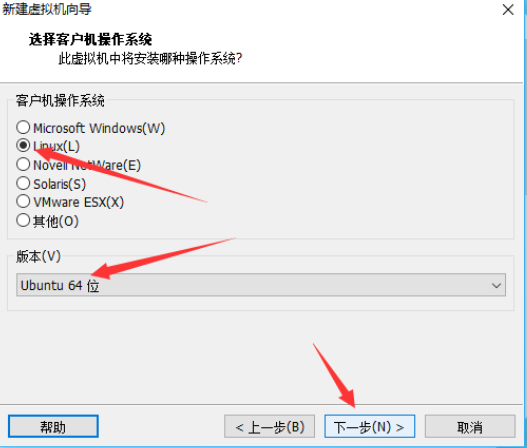 新建虚拟机向导
选择客户机操作系统
此虚拟机中将安装哪种操作系统?
客户机操作系统
Microsoft Windows(W)
Linux(L)
Novell NetWare(E)
Solaris(S)
VMware ESX(X)
其他(O)
版本(V)
Ubuntu 64 位
帮助
< 上一步(B)
下一步(N) >
取消